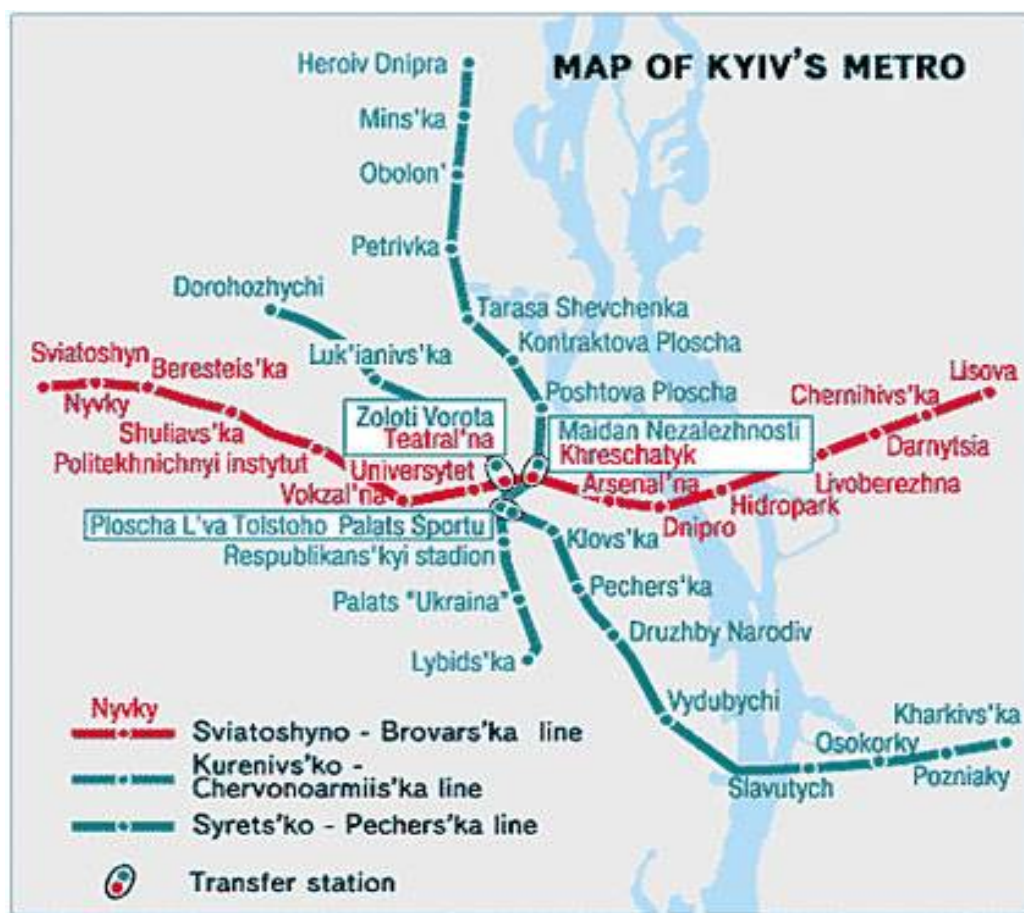 MAP OF KYIV'S METRO
Heroiv Dnipra
Mins'ka
Obolon'
Petrivka
Dorohozhychi
Tarasa Shevchenka
Luk'ianivs'ka
Kontraktova Ploscha
Sviatoshyn
Beresteis'ka
Lisova
Nyvky
Poshtova Ploscha
Chernihivs'ka
Zoloti Vorota
Teatral'na
Maidan Nezalezhnosti
Khreschatyk
Shuliavs'ka
Darnytsia
Politekhnichnyi instytut
Universytet
Arsenal'na
Livoberezhna
Vokzal'na
Hidropark
Dnipro
Ploscha L'va Tolstoho Palats Sportu
Klovs'ka
Respublikans'kyi stadion
Pechers'ka
Palats "Ukraina"
Druzhby Narodiv
Lybids'ka
Vydubychi
Kharkivs'ka
Osokorky
Pozniaky
Slavutych
Nyvky
Sviatoshyno - Brovars'ka line
Kurenivs'ko -
Chervonoarmiis'ka line
Syrets'ko - Pechers'ka line
Transfer station